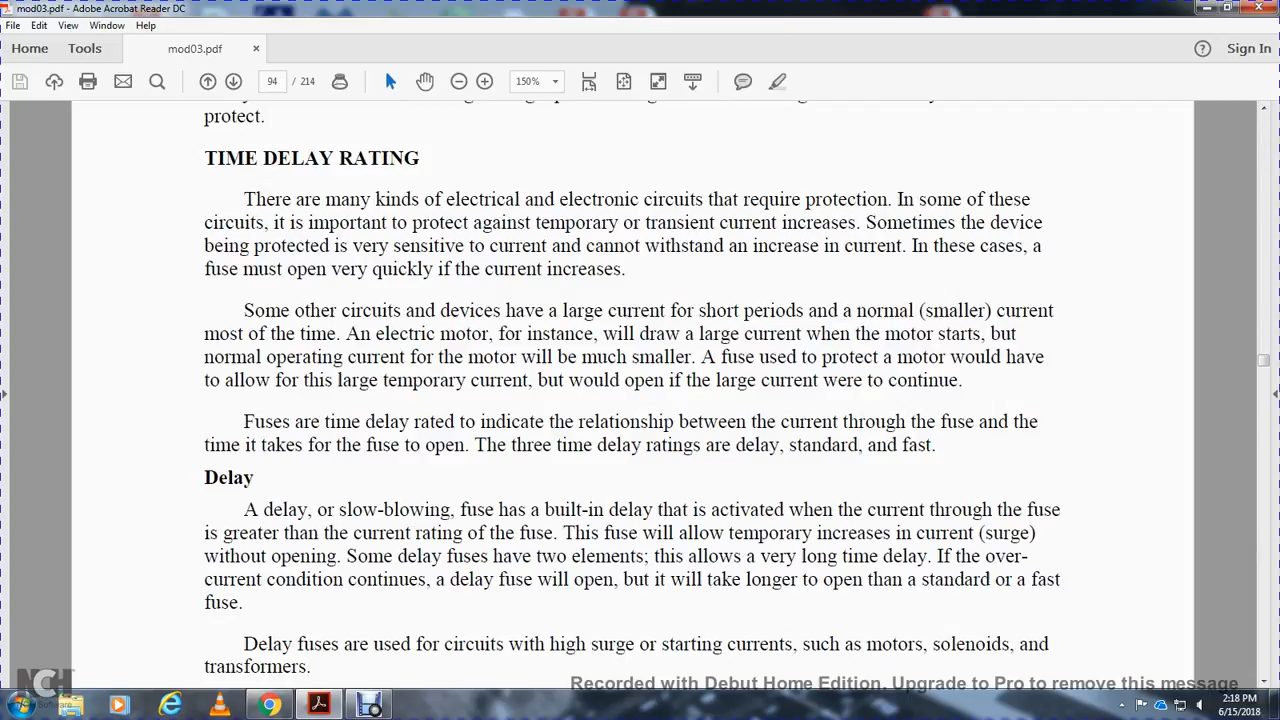 mod03.pdf - Adobe Acrobat Reader DC
File Edit View Window Help
Home Tools mod03.pdf × Sign In
94 / 214 150%
protect.
TIME DELAY RATING
There are many kinds of electrical and electronic circuits that require protection. In some of these
circuits, it is important to protect against temporary or transient current increases. Sometimes the device
being protected is very sensitive to current and cannot withstand an increase in current. In these cases, a
fuse must open very quickly if the current increases.
Some other circuits and devices have a large current for short periods and a normal (smaller) current
most of the time. An electric motor, for instance, will draw a large current when the motor starts, but
normal operating current for the motor will be much smaller. A fuse used to protect a motor would have
to allow for this large temporary current, but would open if the large current were to continue.
Fuses are time delay rated to indicate the relationship between the current through the fuse and the
time it takes for the fuse to open. The three time delay ratings are delay, standard, and fast.
Delay
A delay, or slow-blowing, fuse has a built-in delay that is activated when the current through the fuse
is greater than the current rating of the fuse. This fuse will allow temporary increases in current (surge)
without opening. Some delay fuses have two elements; this allows a very long time delay. If the over-
current condition continues, a delay fuse will open, but it will take longer to open than a standard or a fast
fuse.
Delay fuses are used for circuits with high surge or starting currents, such as motors, solenoids, and
transformers.
Recorded with Debut Home Edition. Upgrade to Pro to remove this message
NCH
Software
2:18 PM
6/15/2018